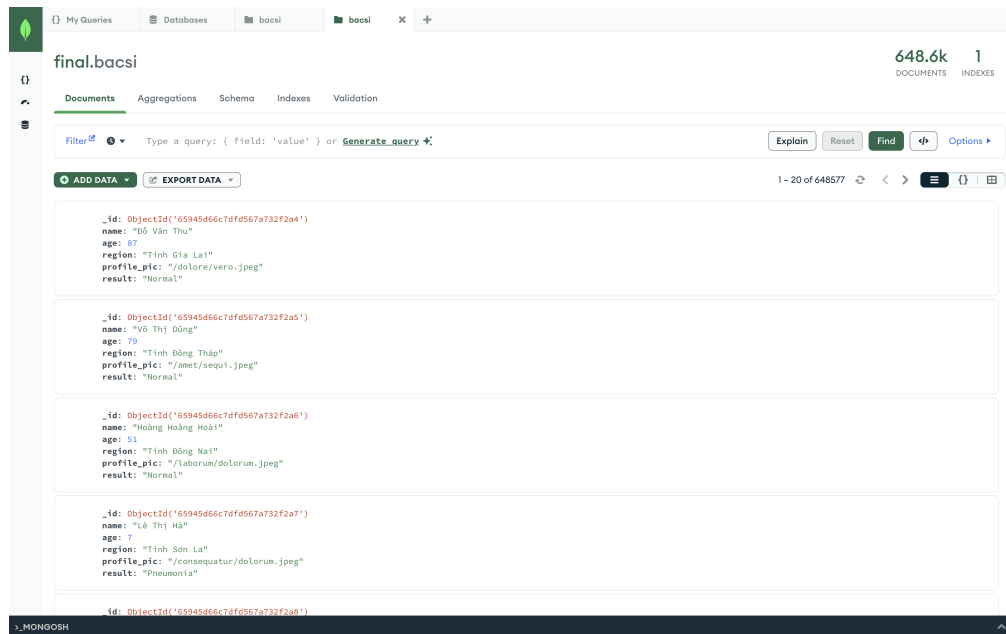 {} My Queries
Databases
bacsi
bacsi
final.bacsi
648.6k
DOCUMENTS
1
INDEXES
Documents
Aggregations
Schema
Indexes
Validation
Filter
Type a query: { field: 'value' } or Generate query
Explain
Reset
Find
</>
Options
ADD DATA
EXPORT DATA
1 – 20 of 648577
{}
_id: ObjectId('65945d66c7dfd567a732f2a4')
name: "Đỗ Văn Thu"
age: 87
region: "Tỉnh Gia Lai"
profile_pic: "/dolore/vero.jpeg"
result: "Normal"
_id: ObjectId('65945d66c7dfd567a732f2a5')
name: "Võ Thị Dũng"
age: 79
region: "Tỉnh Đồng Tháp"
profile_pic: "/amet/sequi.jpeg"
result: "Normal"
_id: ObjectId('65945d66c7dfd567a732f2a6')
name: "Hoàng Hoàng Hoài"
age: 51
region: "Tỉnh Đồng Nai"
profile_pic: "/laborum/dolorum.jpeg"
result: "Normal"
_id: ObjectId('65945d66c7dfd567a732f2a7')
name: "Lê Thị Hà"
age: 7
region: "Tỉnh Sơn La"
profile_pic: "/consequatur/dolorum.jpeg"
result: "Pneumonia"
_id: ObjectId('65945d66c7dfd567a732f2a8')
>_MONGOSH